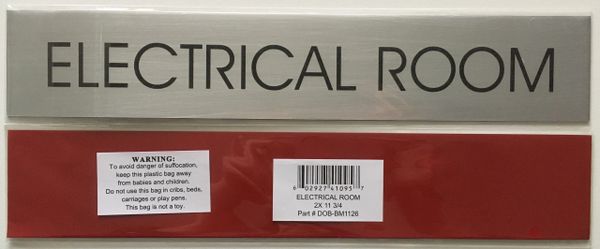 ELECTRICAL ROOM
WARNING:
To avoid danger of suffocation,
keep this plastic bag away
from babies and children.
Do not use this bag in cribs, beds,
carriages or play pens.
This bag is not a toy.
6 02927 41095 7
ELECTRICAL ROOM
2X 11 3/4
Part # DOB-BM1126